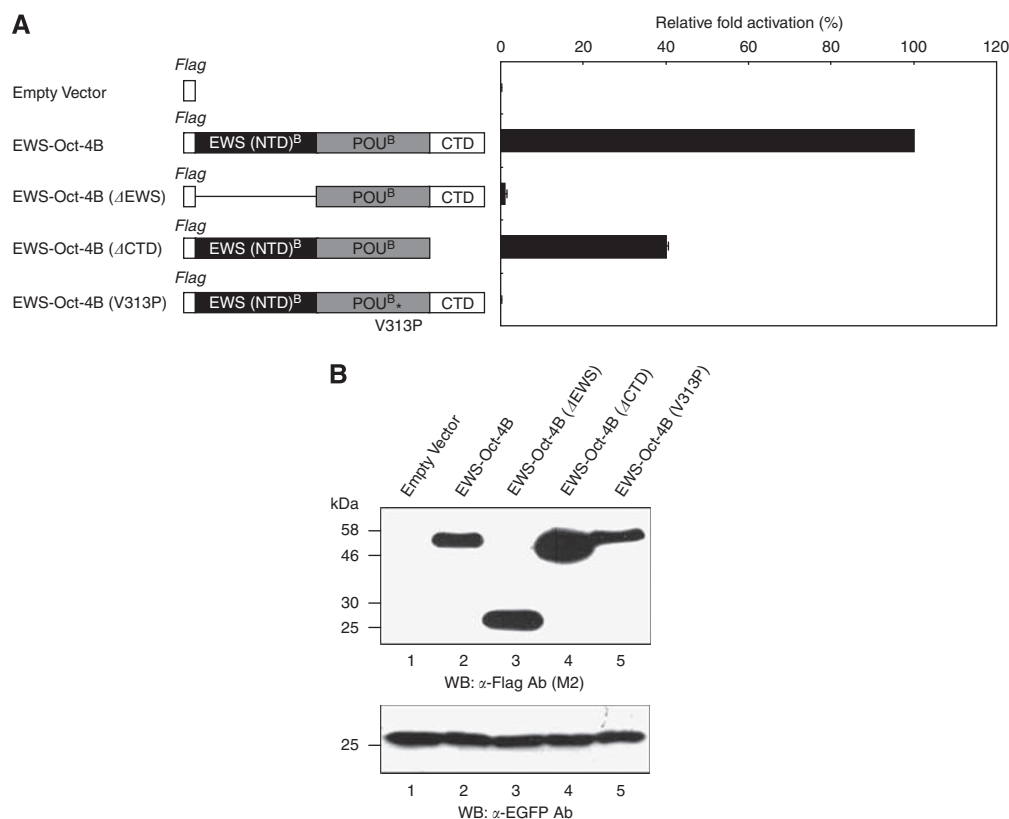 A
Relative fold activation (%)
0 20 40 60 80 100 120
Flag
Empty Vector
Flag
EWS-Oct-4B EWS (NTD)ᴮ POUᴮ CTD
Flag
EWS-Oct-4B (ΔEWS) POUᴮ CTD
Flag
EWS-Oct-4B (ΔCTD) EWS (NTD)ᴮ POUᴮ
Flag
EWS-Oct-4B (V313P) EWS (NTD)ᴮ POUᴮ* CTD
V313P
B
Empty Vector
EWS-Oct-4B
EWS-Oct-4B (ΔEWS)
EWS-Oct-4B (ΔCTD)
EWS-Oct-4B (V313P)
kDa
58
46
30
25
1 2 3 4 5
WB: α-Flag Ab (M2)
25
1 2 3 4 5
WB: α-EGFP Ab